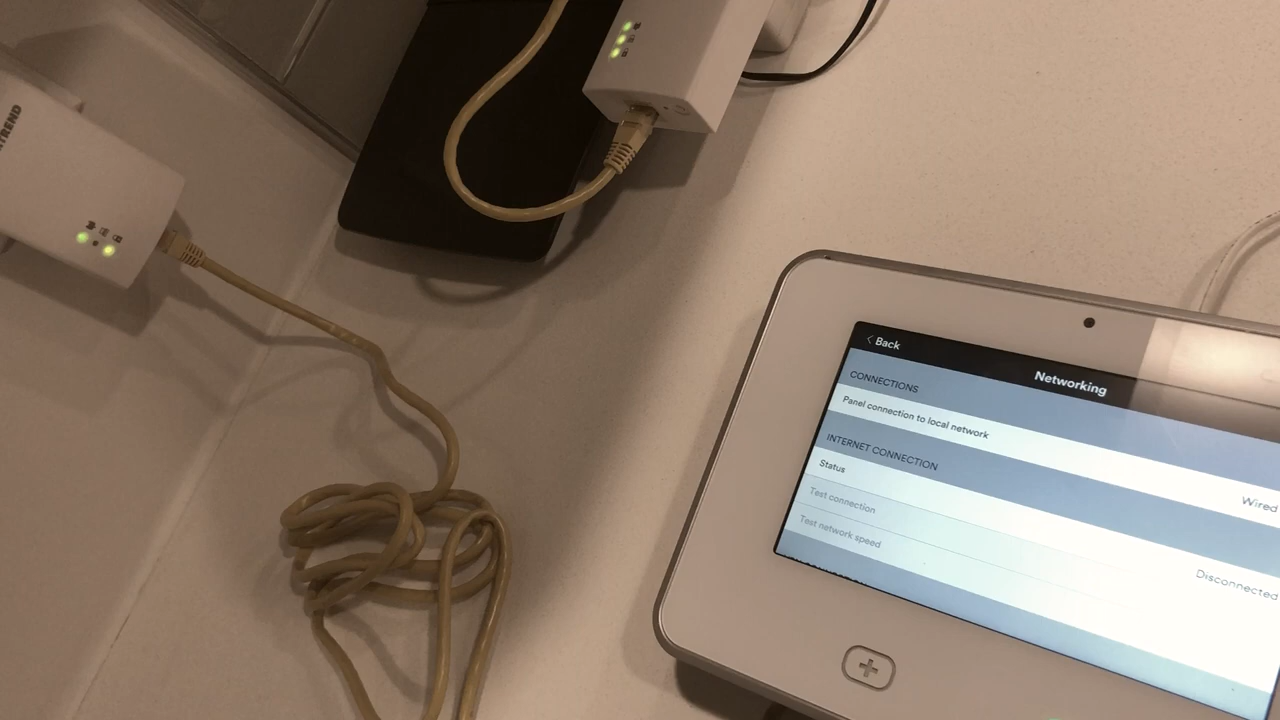 Back
Networking
CONNECTIONS
Panel connection to local network
Wired
INTERNET CONNECTION
Status
Disconnected
Test connection
Test network speed